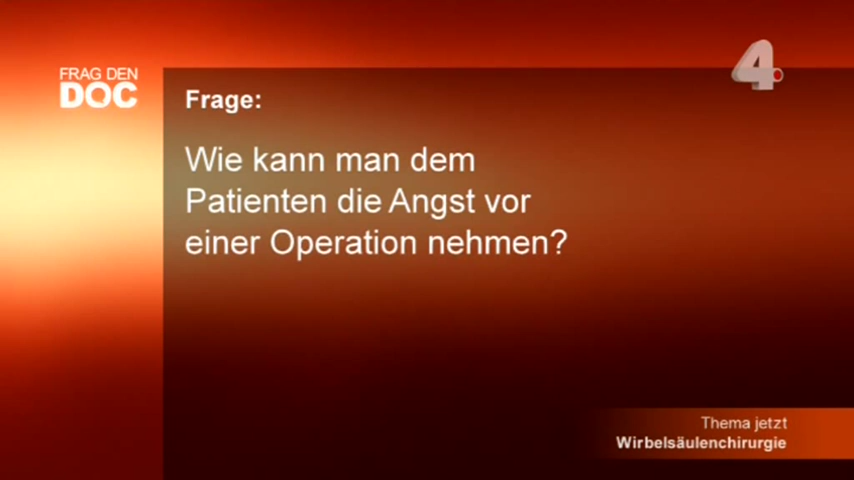 FRAG DEN
DOC
4
Frage:
Wie kann man dem
Patienten die Angst vor
einer Operation nehmen?
Thema jetzt
Wirbelsäulenchirurgie